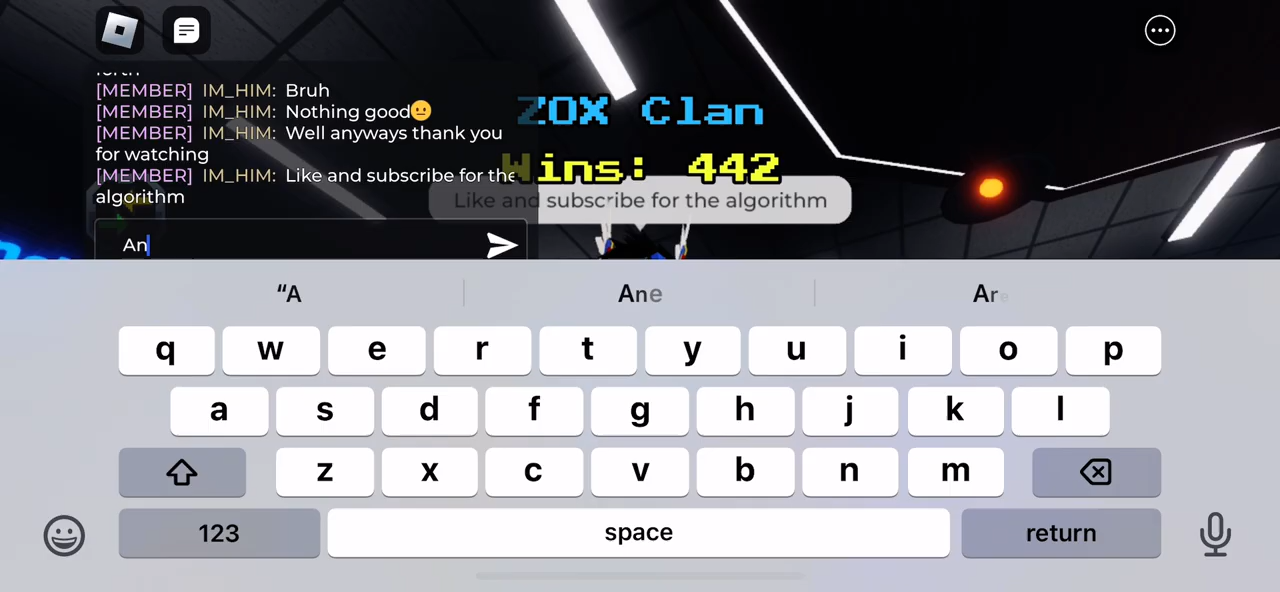 [MEMBER] IM_HIM: Bruh
[MEMBER] IM_HIM: Nothing good😐
[MEMBER] IM_HIM: Well anyways thank you
for watching
[MEMBER] IM_HIM: Like and subscribe for the
algorithm
An
ZOX Clan
Wins: 442
Like and subscribe for the algorithm
“A Ane Are
q w e r t y u i o p
a s d f g h j k l
z x c v b n m
123 space return